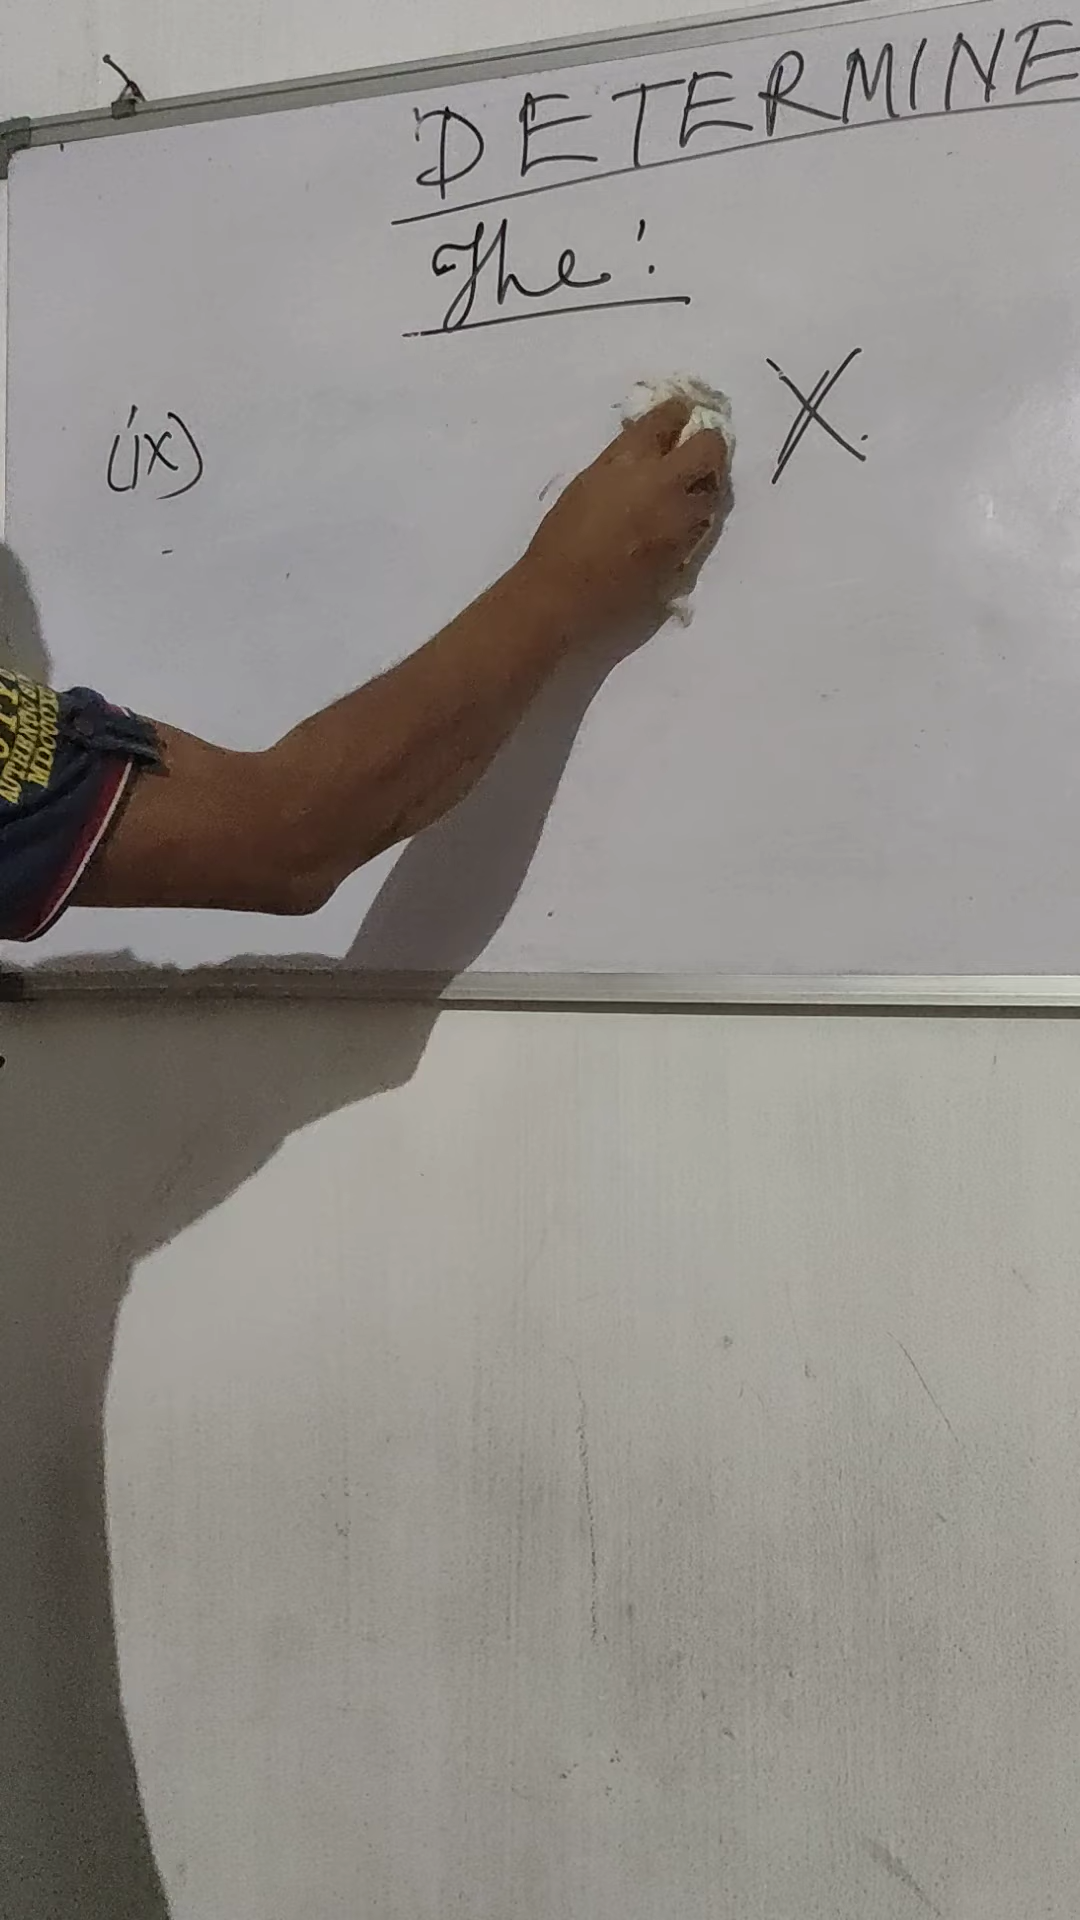 DETERMINE
The :
(ix) X.